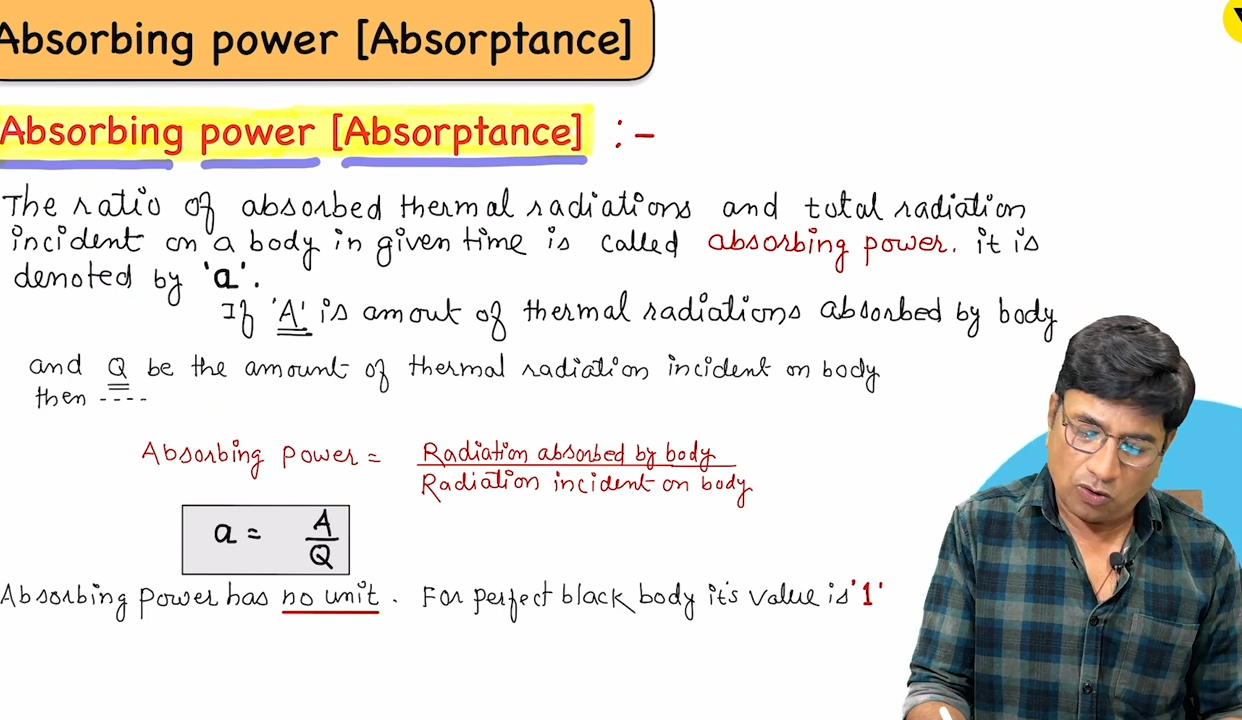 Absorbing power [Absorptance]
Absorbing power [Absorptance] :-
The ratio of absorbed thermal radiations and total radiation
incident on a body in given time is called absorbing power. it is
denoted by 'a'.
If 'A' is amout of thermal radiations absorbed by body
and Q be the amount of thermal radiation incident on body
then ----
Absorbing power = Radiation absorbed by body
Radiation incident on body
a = A
Q
Absorbing Power has no unit. For perfect black body it's value is '1'